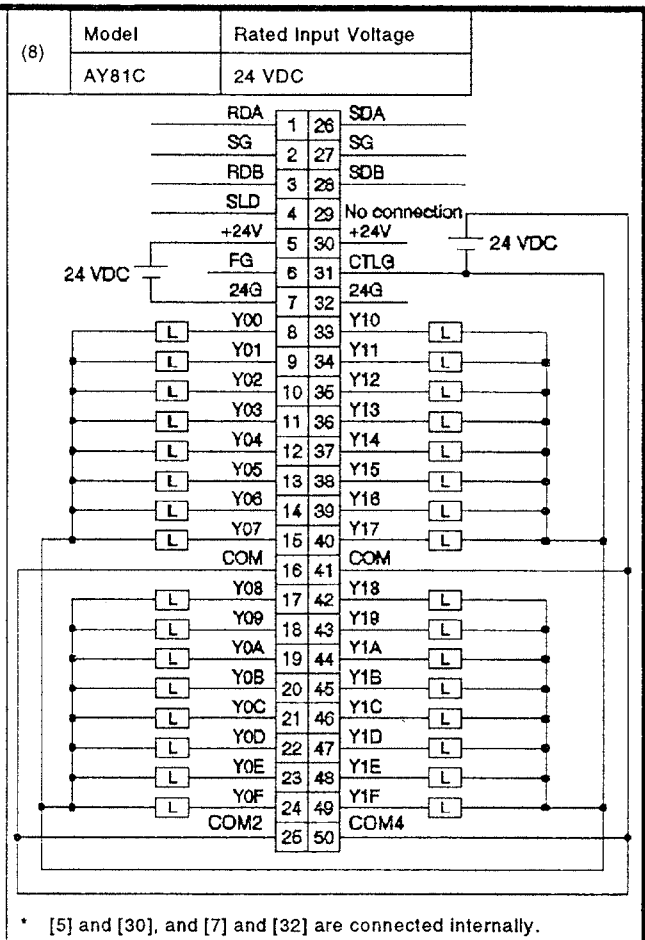 (8) Model Rated Input Voltage
AY81C 24 VDC
RDA 1 26 SDA
SG 2 27 SG
RDB 3 28 SDB
SLD 4 29 No connection
+24V 5 30 +24V 24 VDC
24 VDC FG 6 31 CTLG
24G 7 32 24G
L Y00 8 33 Y10 L
L Y01 9 34 Y11 L
L Y02 10 35 Y12 L
L Y03 11 36 Y13 L
L Y04 12 37 Y14 L
L Y05 13 38 Y15 L
L Y06 14 39 Y16 L
L Y07 15 40 Y17 L
COM 16 41 COM
L Y08 17 42 Y18 L
L Y09 18 43 Y19 L
L Y0A 19 44 Y1A L
L Y0B 20 45 Y1B L
L Y0C 21 46 Y1C L
L Y0D 22 47 Y1D L
L Y0E 23 48 Y1E L
L Y0F 24 49 Y1F L
COM2 25 50 COM4
* [5] and [30], and [7] and [32] are connected internally.